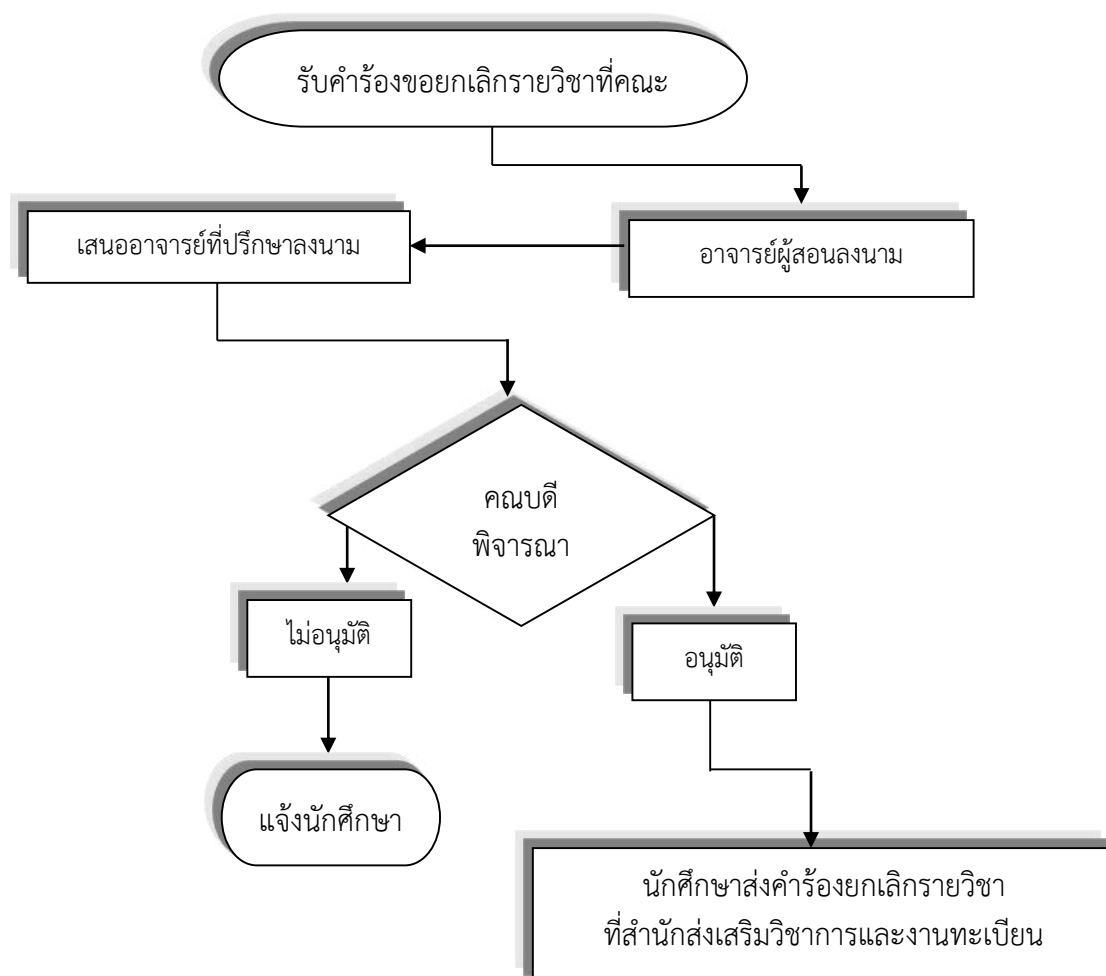 รับคำร้องขอยกเลิกรายวิชาที่คณะ
เสนออาจารย์ที่ปรึกษาลงนาม
อาจารย์ผู้สอนลงนาม
คณบดี
พิจารณา
ไม่อนุมัติ
อนุมัติ
แจ้งนักศึกษา
นักศึกษาส่งคำร้องยกเลิกรายวิชา
ที่สำนักส่งเสริมวิชาการและงานทะเบียน